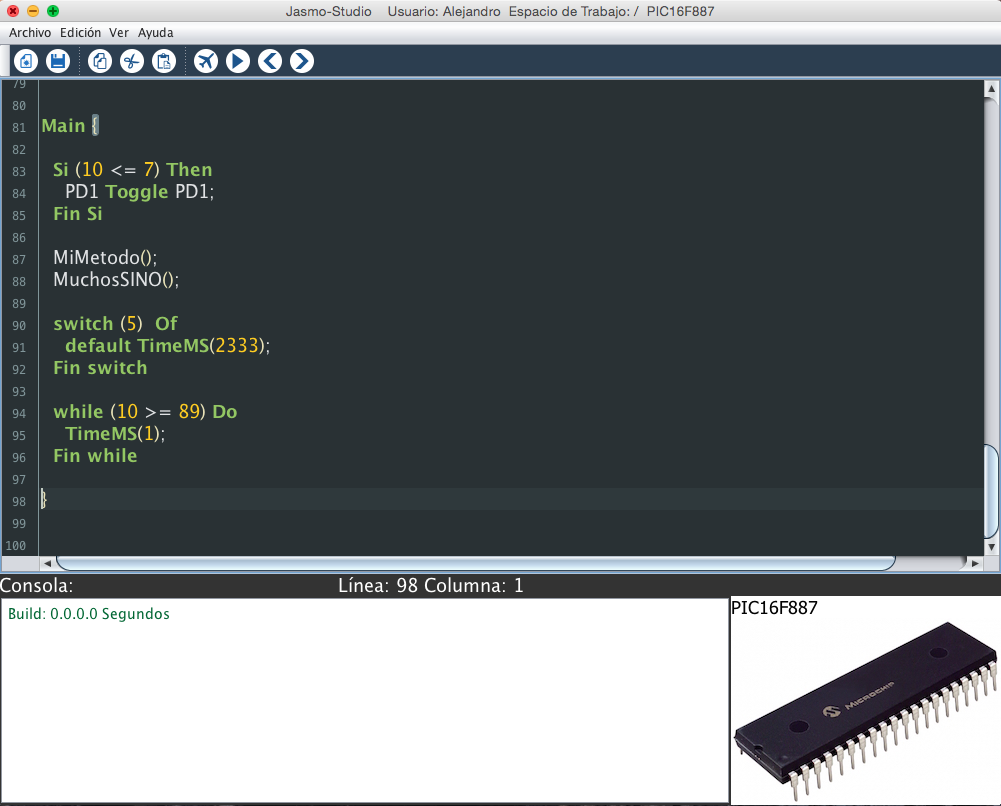 Jasmo-Studio    Usuario: Alejandro  Espacio de Trabajo: /  PIC16F887
Archivo Edición Ver Ayuda
79
80
81 Main {
82
83 Si (10 <= 7) Then
84 PD1 Toggle PD1;
85 Fin Si
86
87 MiMetodo();
88 MuchosSINO();
89
90 switch (5)  Of
91 default TimeMS(2333);
92 Fin switch
93
94 while (10 >= 89) Do
95 TimeMS(1);
96 Fin while
97
98 }
99
100
Consola: Línea: 98 Columna: 1
Build: 0.0.0.0 Segundos
PIC16F887
MICROCHIP